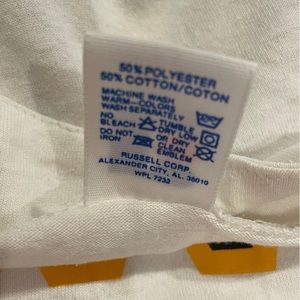 50% POLYESTER
50% COTTON/COTON
MACHINE WASH
WARM-COLORS
WASH SEPARATELY
NO TUMBLE
BLEACH DRY LOW
DO NOT OR DRY
IRON CLEAN
EMBLEM
RUSSELL CORP.
ALEXANDER CITY, AL. 35010
WPL 7232